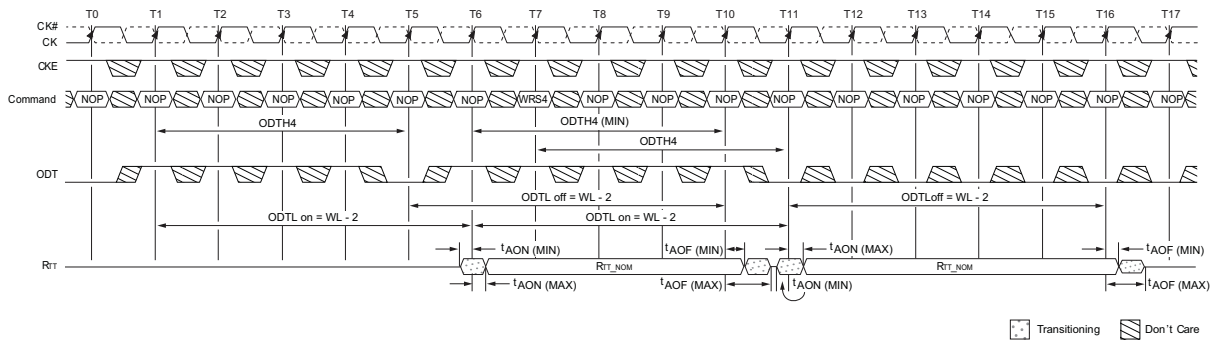 T0 T1 T2 T3 T4 T5 T6 T7 T8 T9 T10 T11 T12 T13 T14 T15 T16 T17
CK#
CK
CKE
Command NOP NOP NOP NOP NOP NOP NOP WRS4 NOP NOP NOP NOP NOP NOP NOP NOP NOP NOP
ODTH4 ODTH4 (MIN)
ODTH4
ODT
ODTL off = WL - 2 ODTLoff = WL - 2
ODTL on = WL - 2 ODTL on = WL - 2
tAON (MIN) tAOF (MIN) tAON (MAX) tAOF (MIN)
RTT RTT_NOM RTT_NOM
tAON (MAX) tAOF (MAX) tAON (MIN) tAOF (MAX)
Transitioning Don't Care